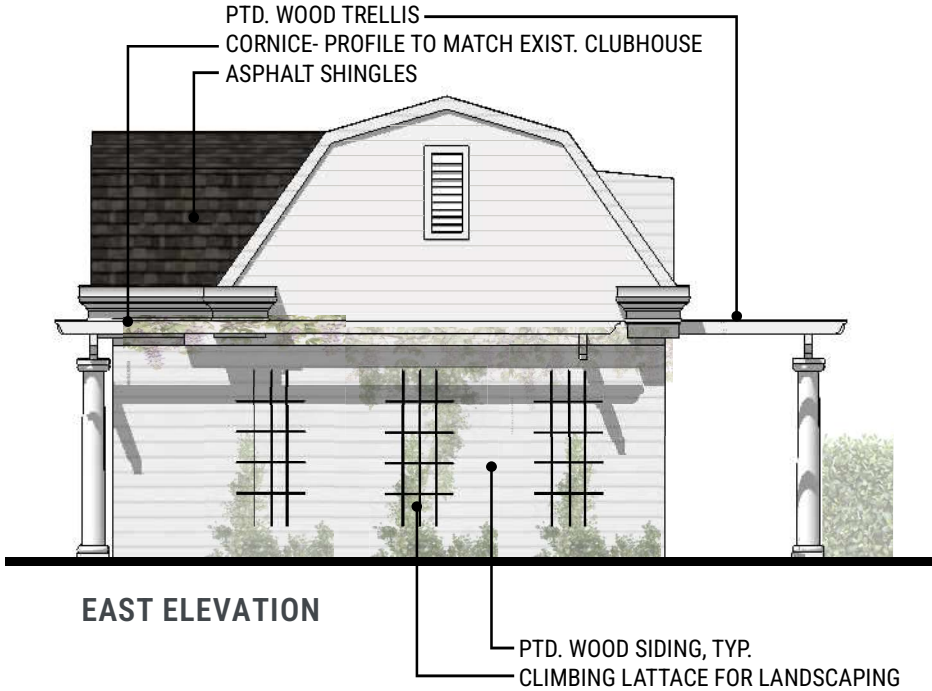 PTD. WOOD TRELLIS
CORNICE- PROFILE TO MATCH EXIST. CLUBHOUSE
ASPHALT SHINGLES
EAST ELEVATION
PTD. WOOD SIDING, TYP.
CLIMBING LATTACE FOR LANDSCAPING